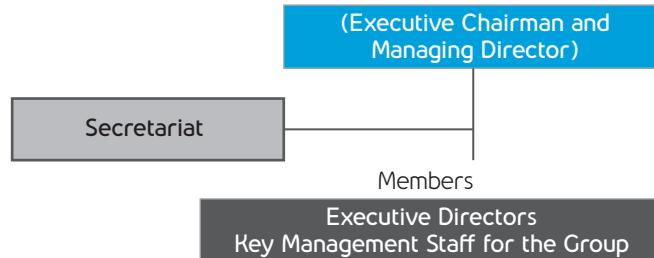 (Executive Chairman and
Managing Director)
Secretariat
Members
Executive Directors
Key Management Staff for the Group